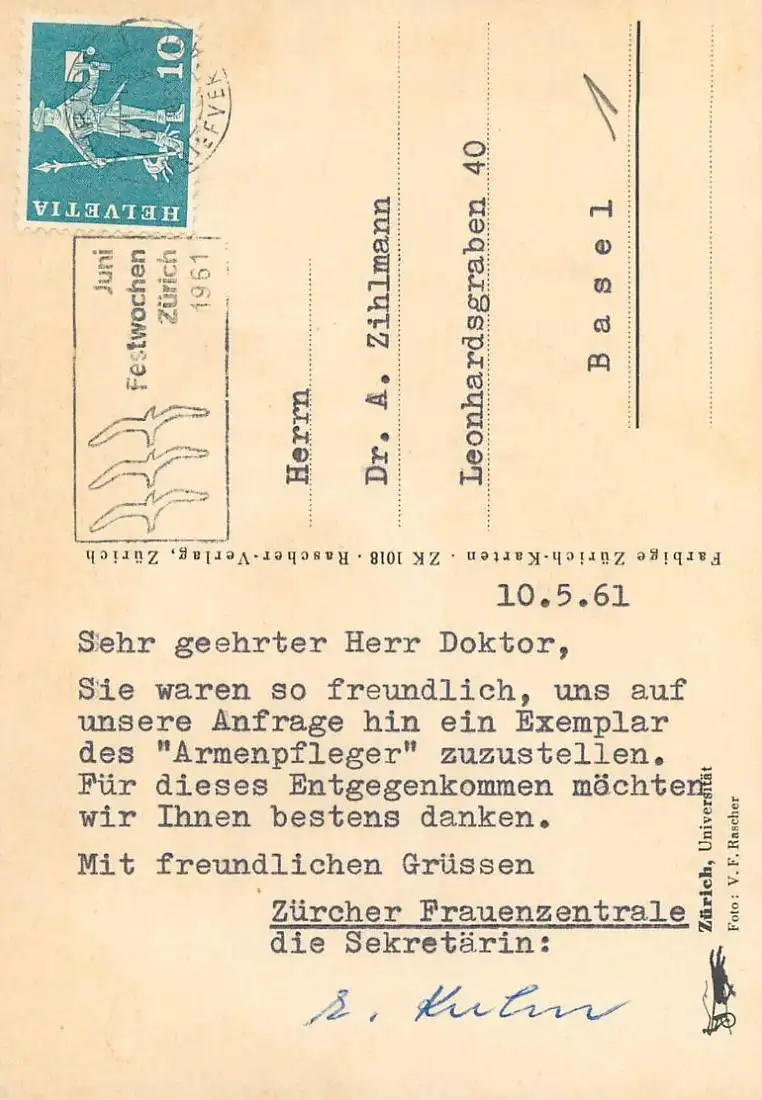 HELVETIA
10
Juni
Festwochen
Zürich
1961
1
Herrn
Dr. A. Zihlmann
Leonhardsgraben 40
Basel
Farbige Zürich-Karten · ZK 1018 · Rascher-Verlag, Zürich
10.5.61
Sehr geehrter Herr Doktor,
Sie waren so freundlich, uns auf
unsere Anfrage hin ein Exemplar
des "Armenpfleger" zuzustellen.
Für dieses Entgegenkommen möchten
wir Ihnen bestens danken.
Mit freundlichen Grüssen
Zürcher Frauenzentrale
die Sekretärin:
E. Kuhn
Zürich, Universität
Foto: V. F. Rascher